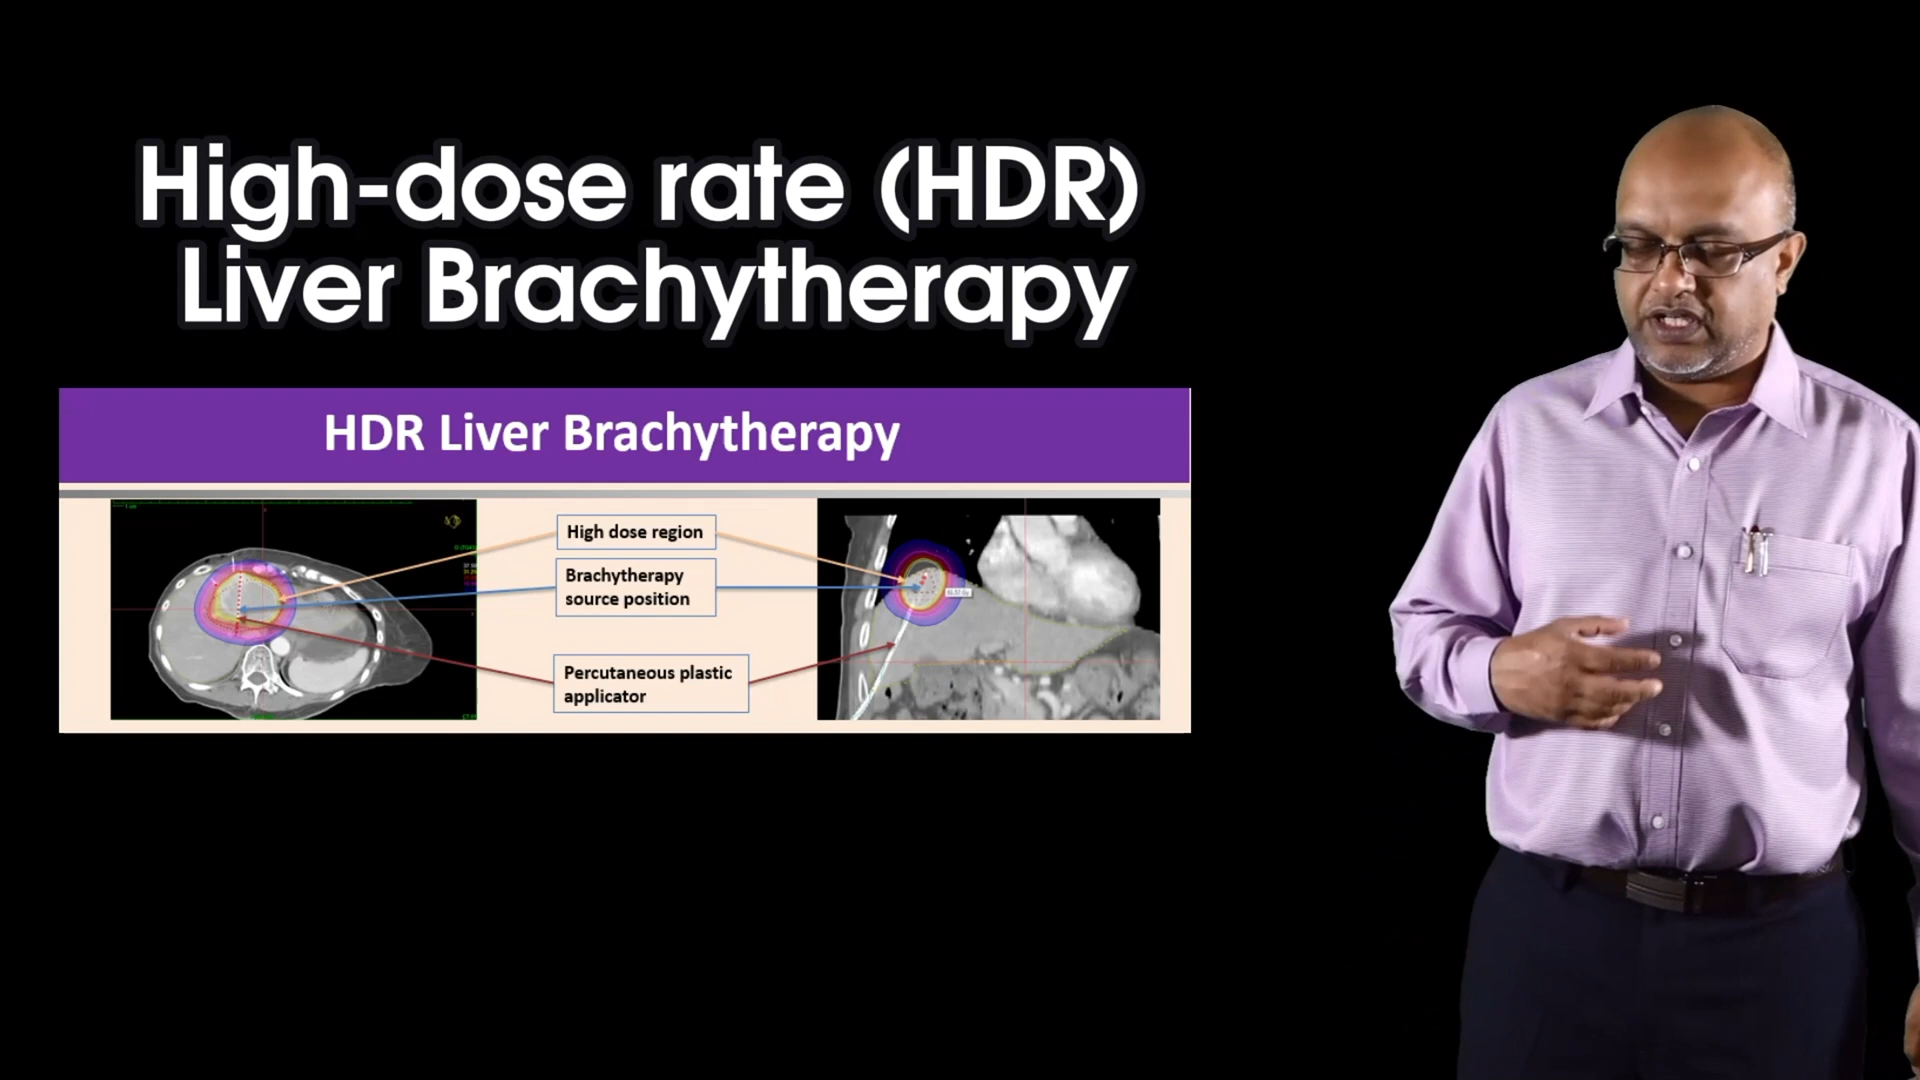 High-dose rate (HDR)
Liver Brachytherapy
HDR Liver Brachytherapy
High dose region
Brachytherapy
source position
Percutaneous plastic
applicator